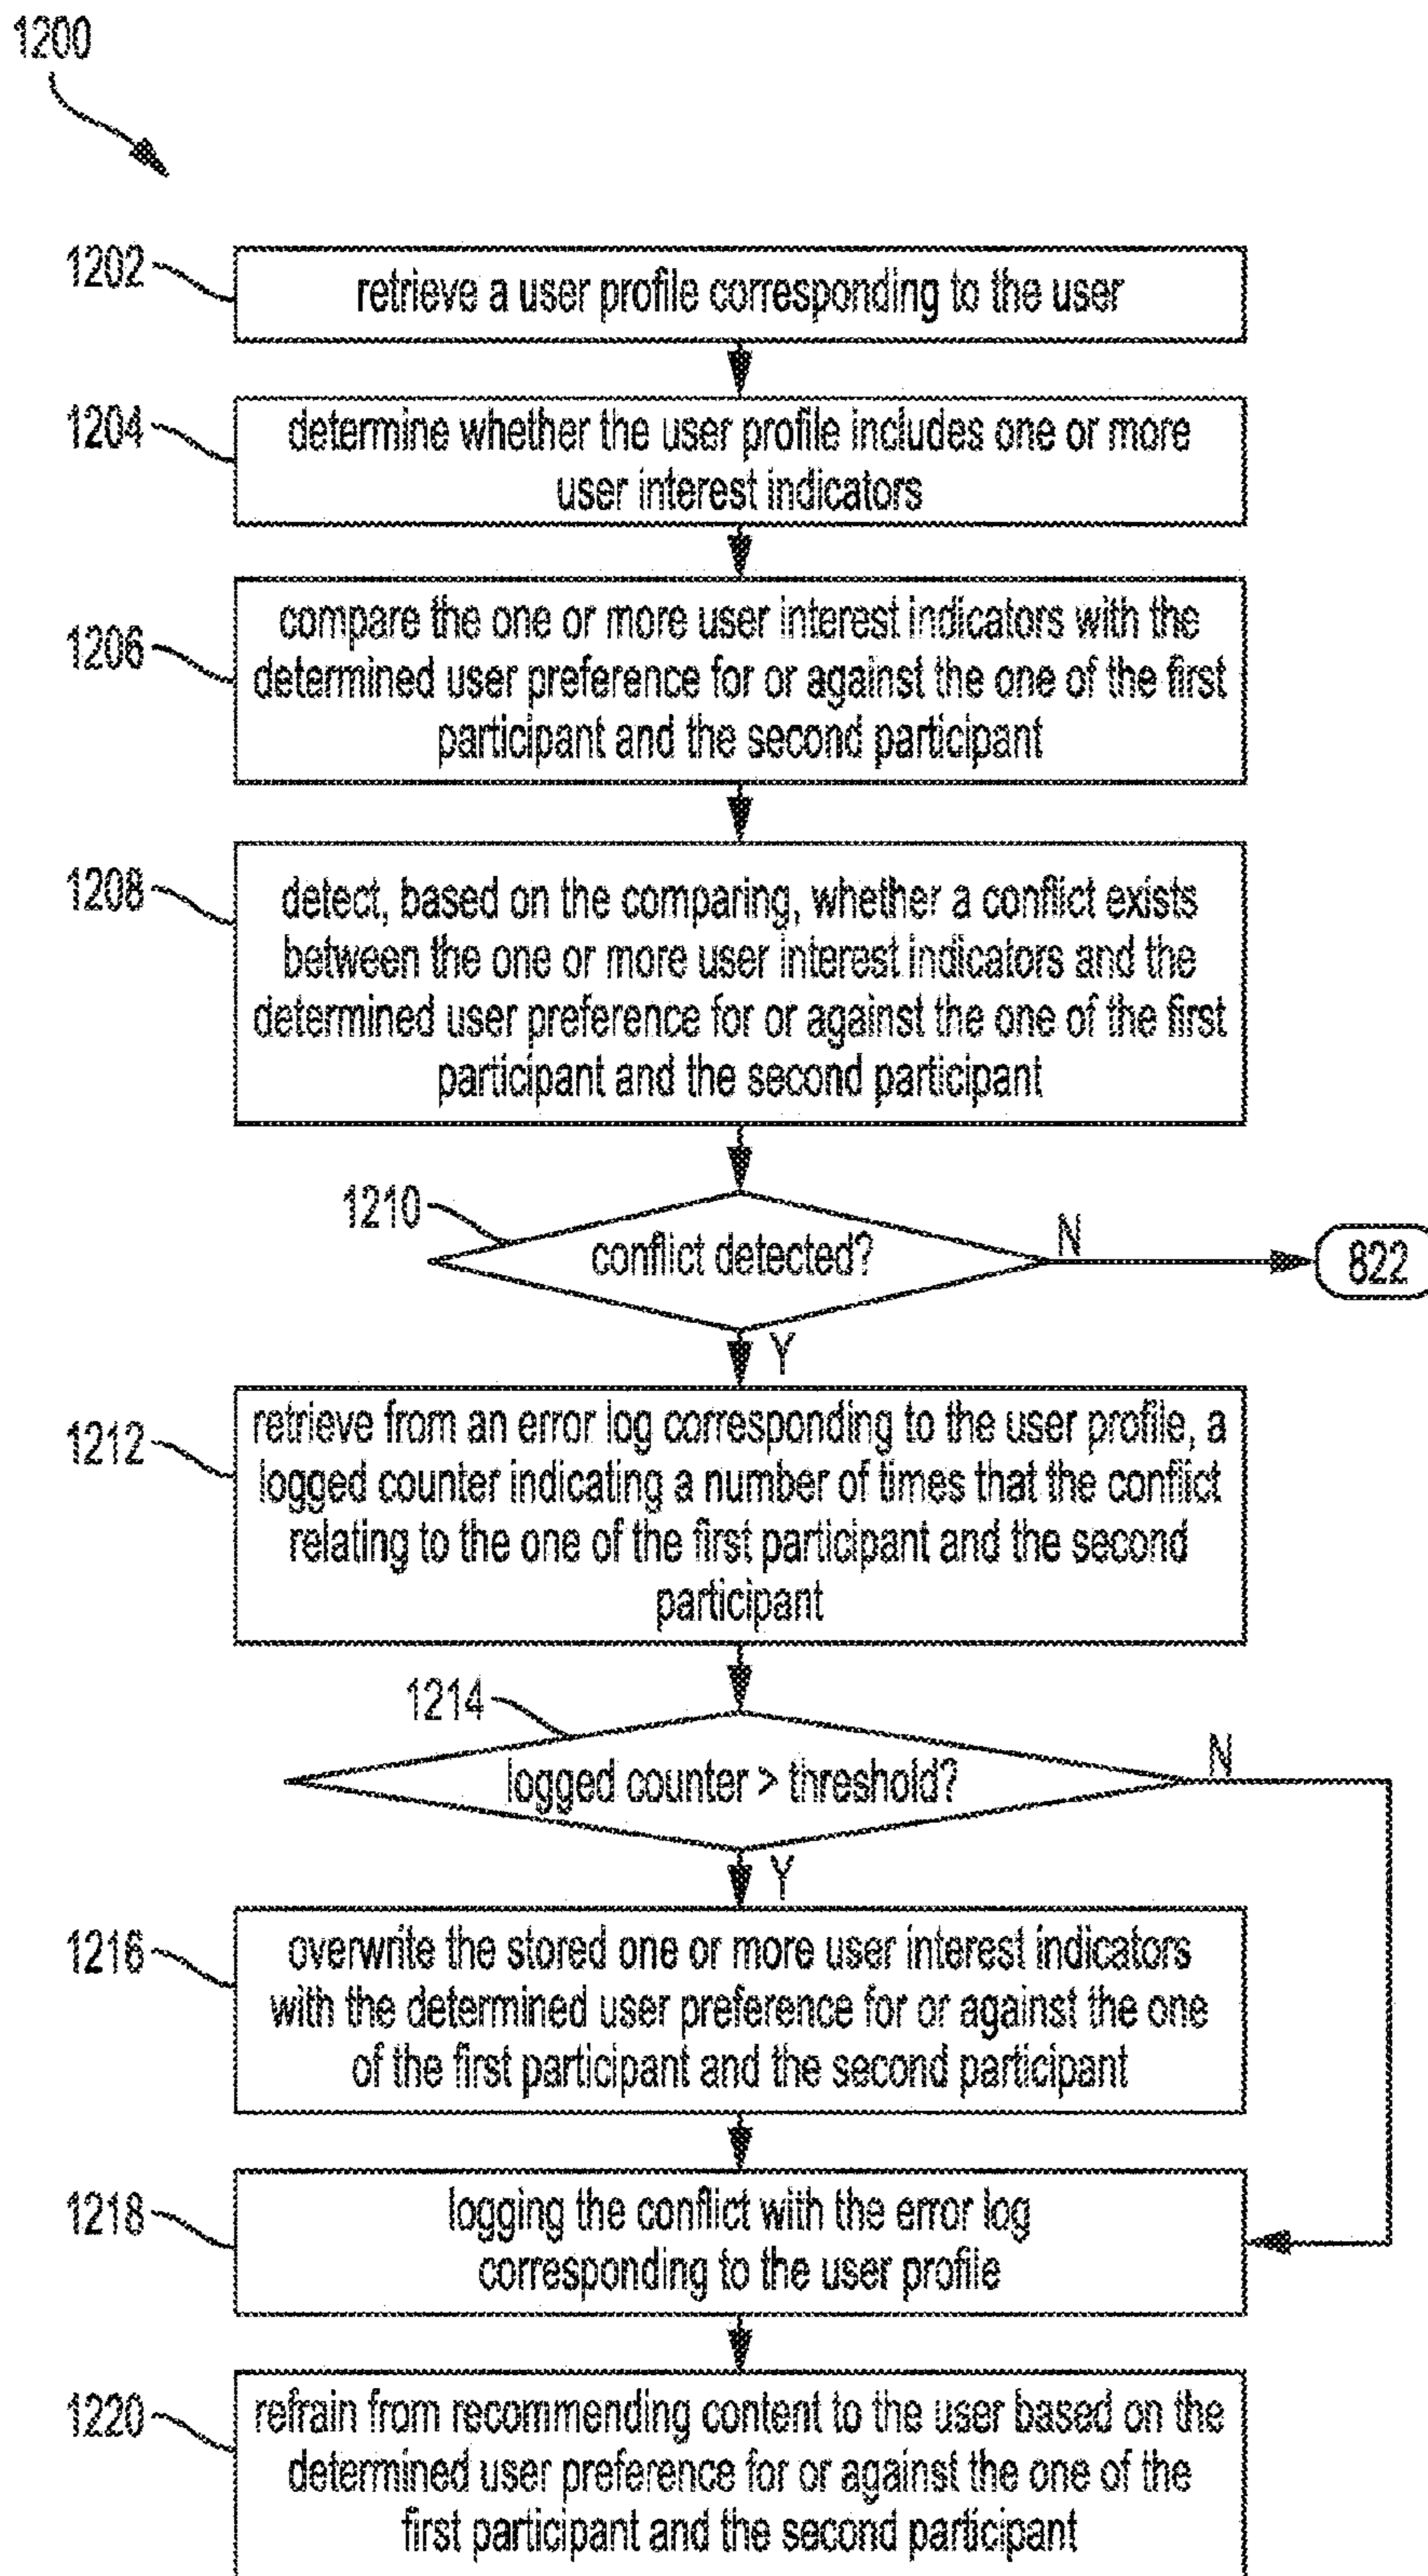 1200
1202
retrieve a user profile corresponding to the user
1204
determine whether the user profile includes one or more
user interest indicators
1206
compare the one or more user interest indicators with the
determined user preference for or against the one of the first
participant and the second participant
1208
detect, based on the comparing, whether a conflict exists
between the one or more user interest indicators and the
determined user preference for or against the one of the first
participant and the second participant
1210
conflict detected?
N
822
Y
1212
retrieve from an error log corresponding to the user profile, a
logged counter indicating a number of times that the conflict
relating to the one of the first participant and the second
participant
1214
logged counter > threshold?
N
Y
1216
overwrite the stored one or more user interest indicators
with the determined user preference for or against the one
of the first participant and the second participant
1218
logging the conflict with the error log
corresponding to the user profile
1220
refrain from recommending content to the user based on the
determined user preference for or against the one of the
first participant and the second participant